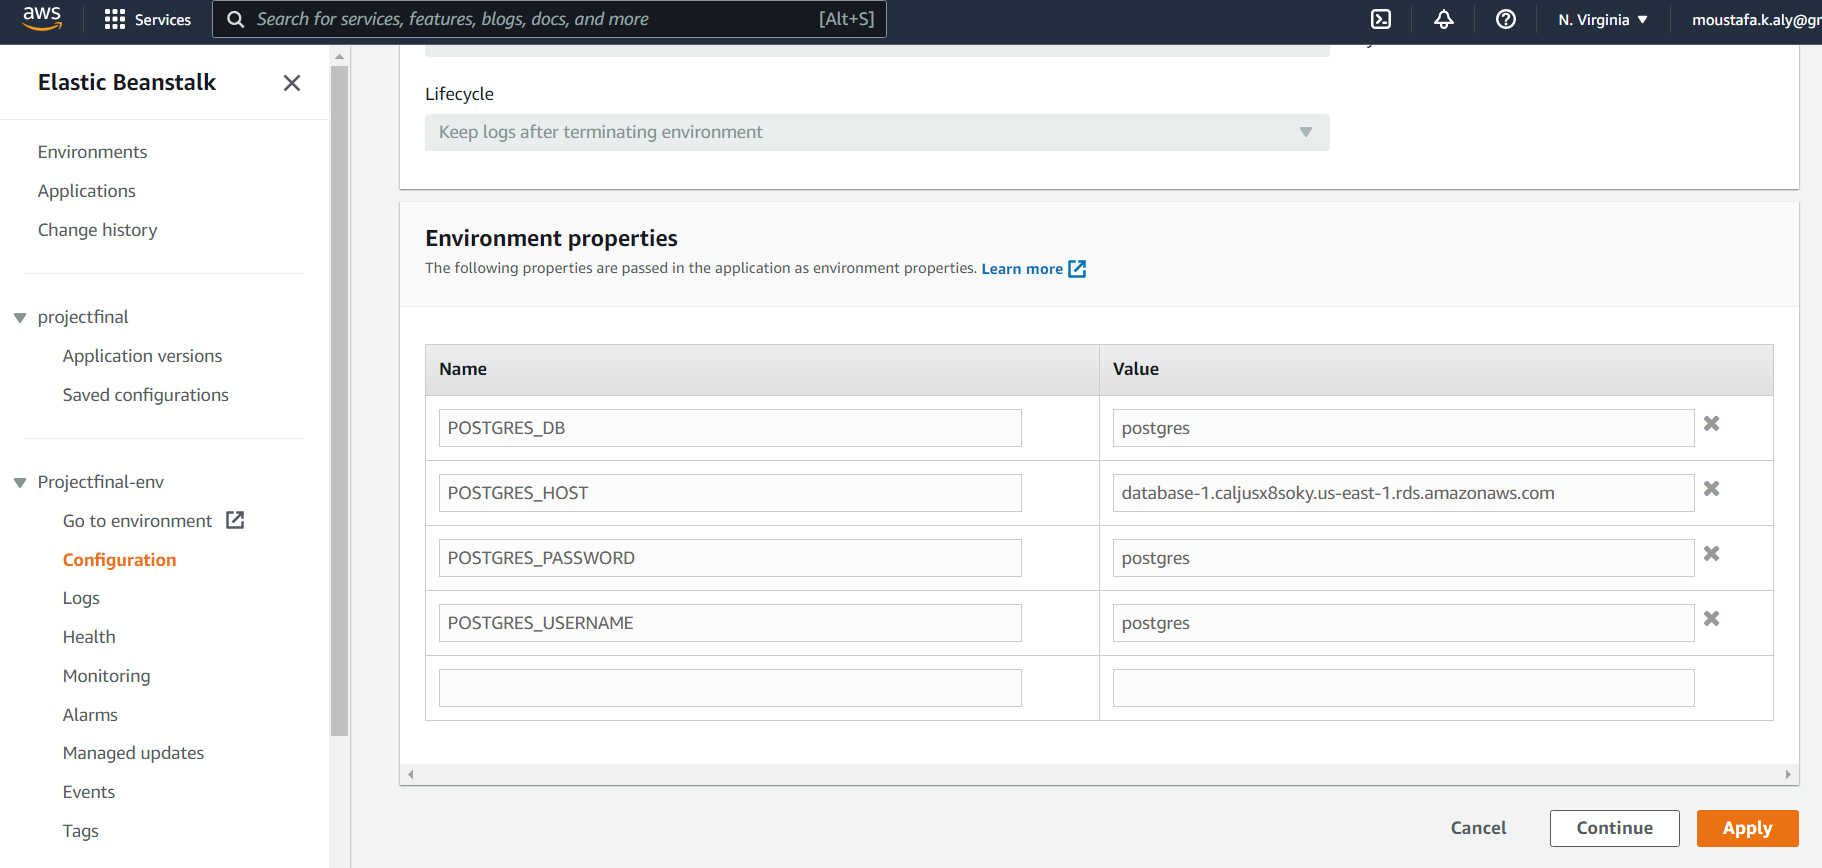 aws
Services
Search for services, features, blogs, docs, and more
[Alt+S]
N. Virginia
moustafa.k.aly@gr
Elastic Beanstalk
Environments
Applications
Change history
projectfinal
Application versions
Saved configurations
Projectfinal-env
Go to environment
Configuration
Logs
Health
Monitoring
Alarms
Managed updates
Events
Tags
Lifecycle
Keep logs after terminating environment
Environment properties
The following properties are passed in the application as environment properties. Learn more
Name Value
POSTGRES_DB postgres
POSTGRES_HOST database-1.caljusx8soky.us-east-1.rds.amazonaws.com
POSTGRES_PASSWORD postgres
POSTGRES_USERNAME postgres
Cancel Continue Apply